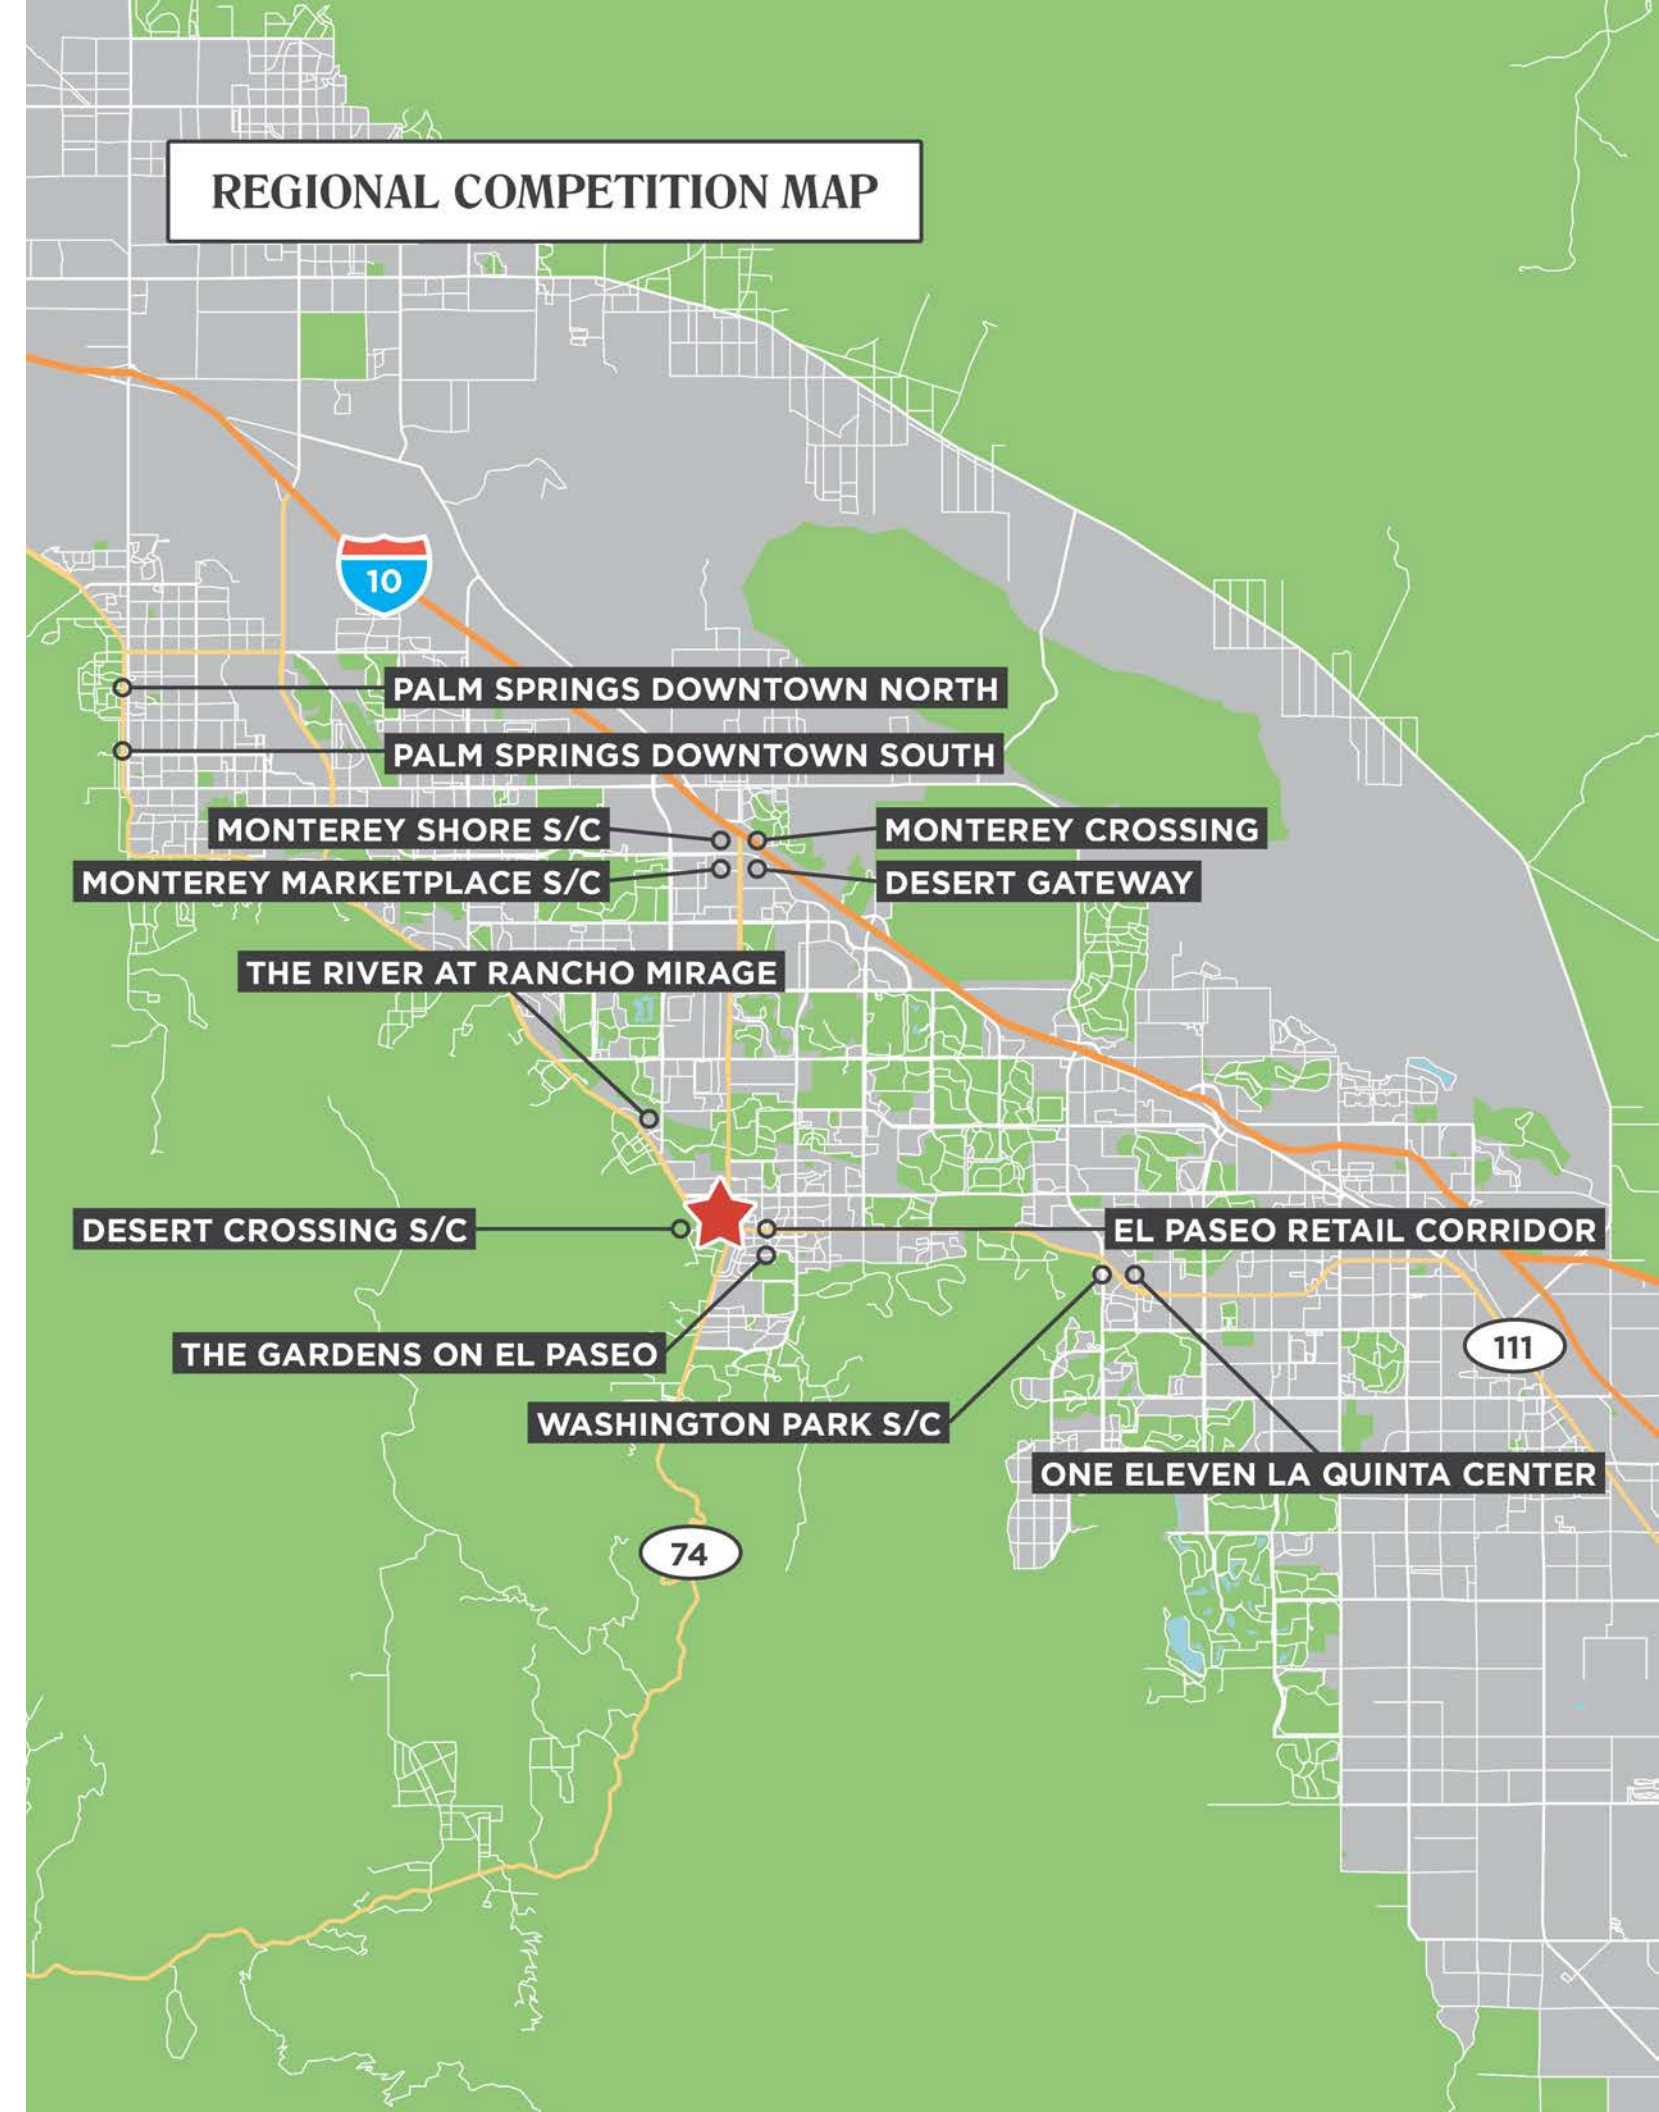 REGIONAL COMPETITION MAP
10
PALM SPRINGS DOWNTOWN NORTH
PALM SPRINGS DOWNTOWN SOUTH
MONTEREY SHORE S/C
MONTEREY CROSSING
MONTEREY MARKETPLACE S/C
DESERT GATEWAY
THE RIVER AT RANCHO MIRAGE
DESERT CROSSING S/C
EL PASEO RETAIL CORRIDOR
THE GARDENS ON EL PASEO
111
WASHINGTON PARK S/C
ONE ELEVEN LA QUINTA CENTER
74